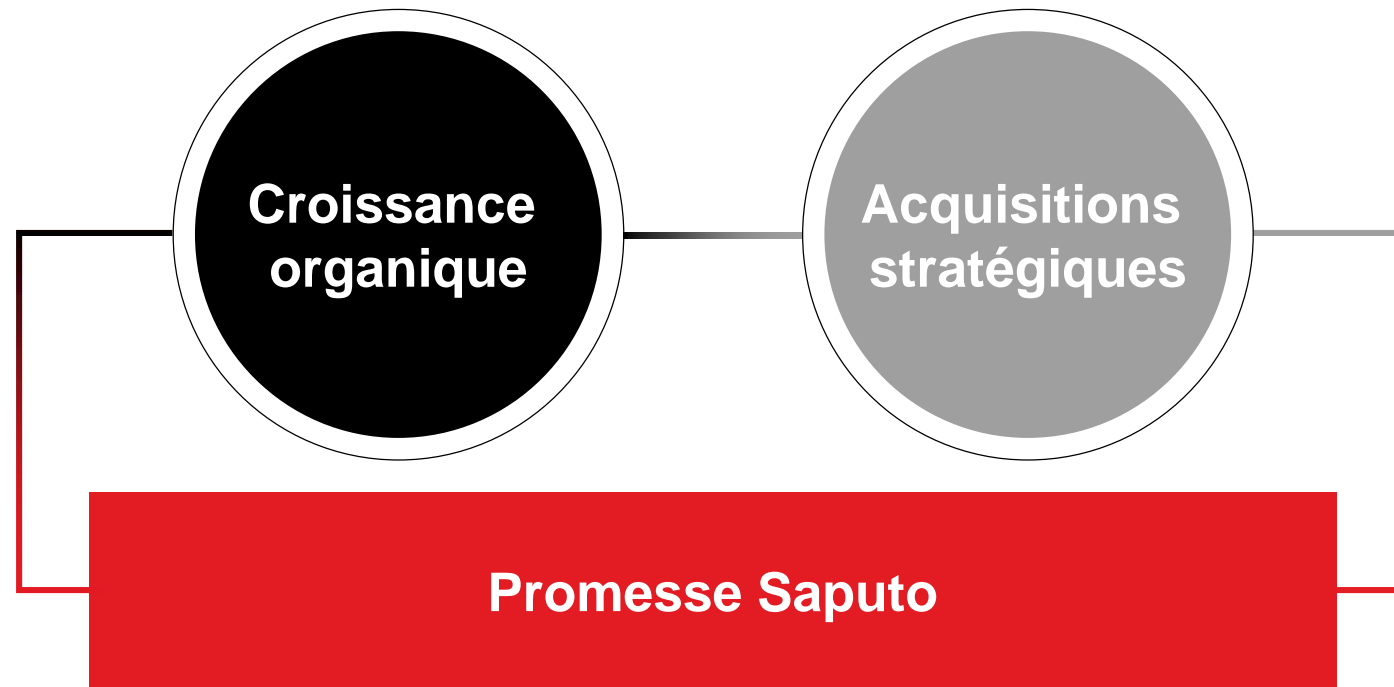 Croissance
organique
Acquisitions
stratégiques
Promesse Saputo